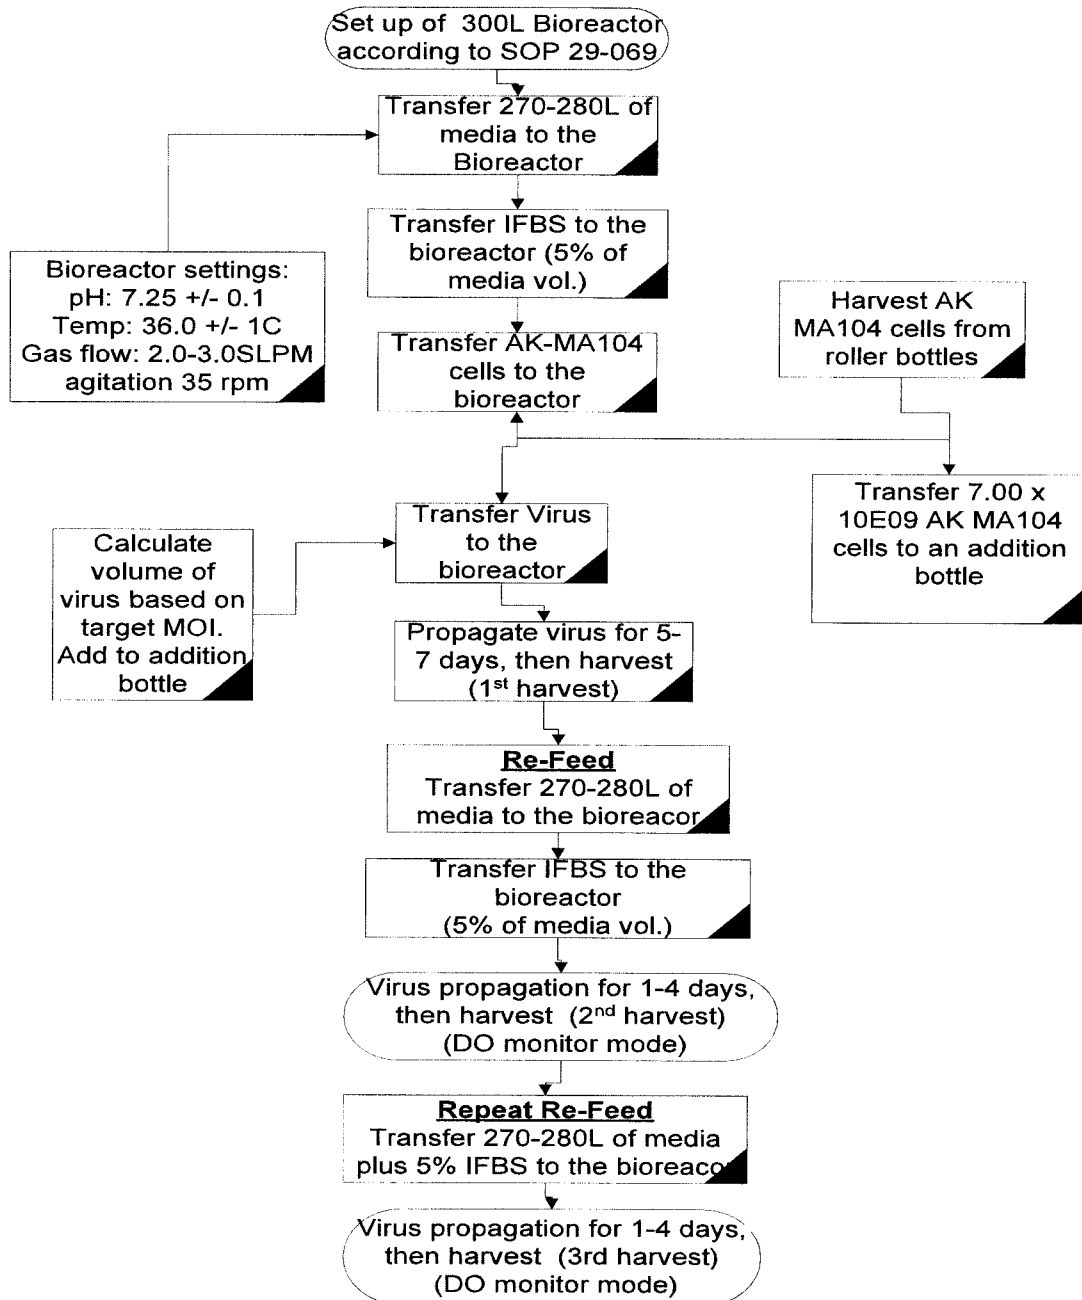 Set up of 300L Bioreactor
according to SOP 29-069
Transfer 270-280L of
media to the
Bioreactor
Transfer IFBS to the
bioreactor (5% of
media vol.)
Bioreactor settings:
pH: 7.25 +/- 0.1
Temp: 36.0 +/- 1C
Gas flow: 2.0-3.0SLPM
agitation 35 rpm
Harvest AK
MA104 cells from
roller bottles
Transfer AK-MA104
cells to the
bioreactor
Transfer 7.00 x
10E09 AK MA104
cells to an addition
bottle
Transfer Virus
to the
bioreactor
Calculate
volume of
virus based on
target MOI.
Add to addition
bottle
Propagate virus for 5-
7 days, then harvest
(1st harvest)
Re-Feed
Transfer 270-280L of
media to the bioreacor
Transfer IFBS to the
bioreactor
(5% of media vol.)
Virus propagation for 1-4 days,
then harvest (2nd harvest)
(DO monitor mode)
Repeat Re-Feed
Transfer 270-280L of media
plus 5% IFBS to the bioreacor
Virus propagation for 1-4 days,
then harvest (3rd harvest)
(DO monitor mode)